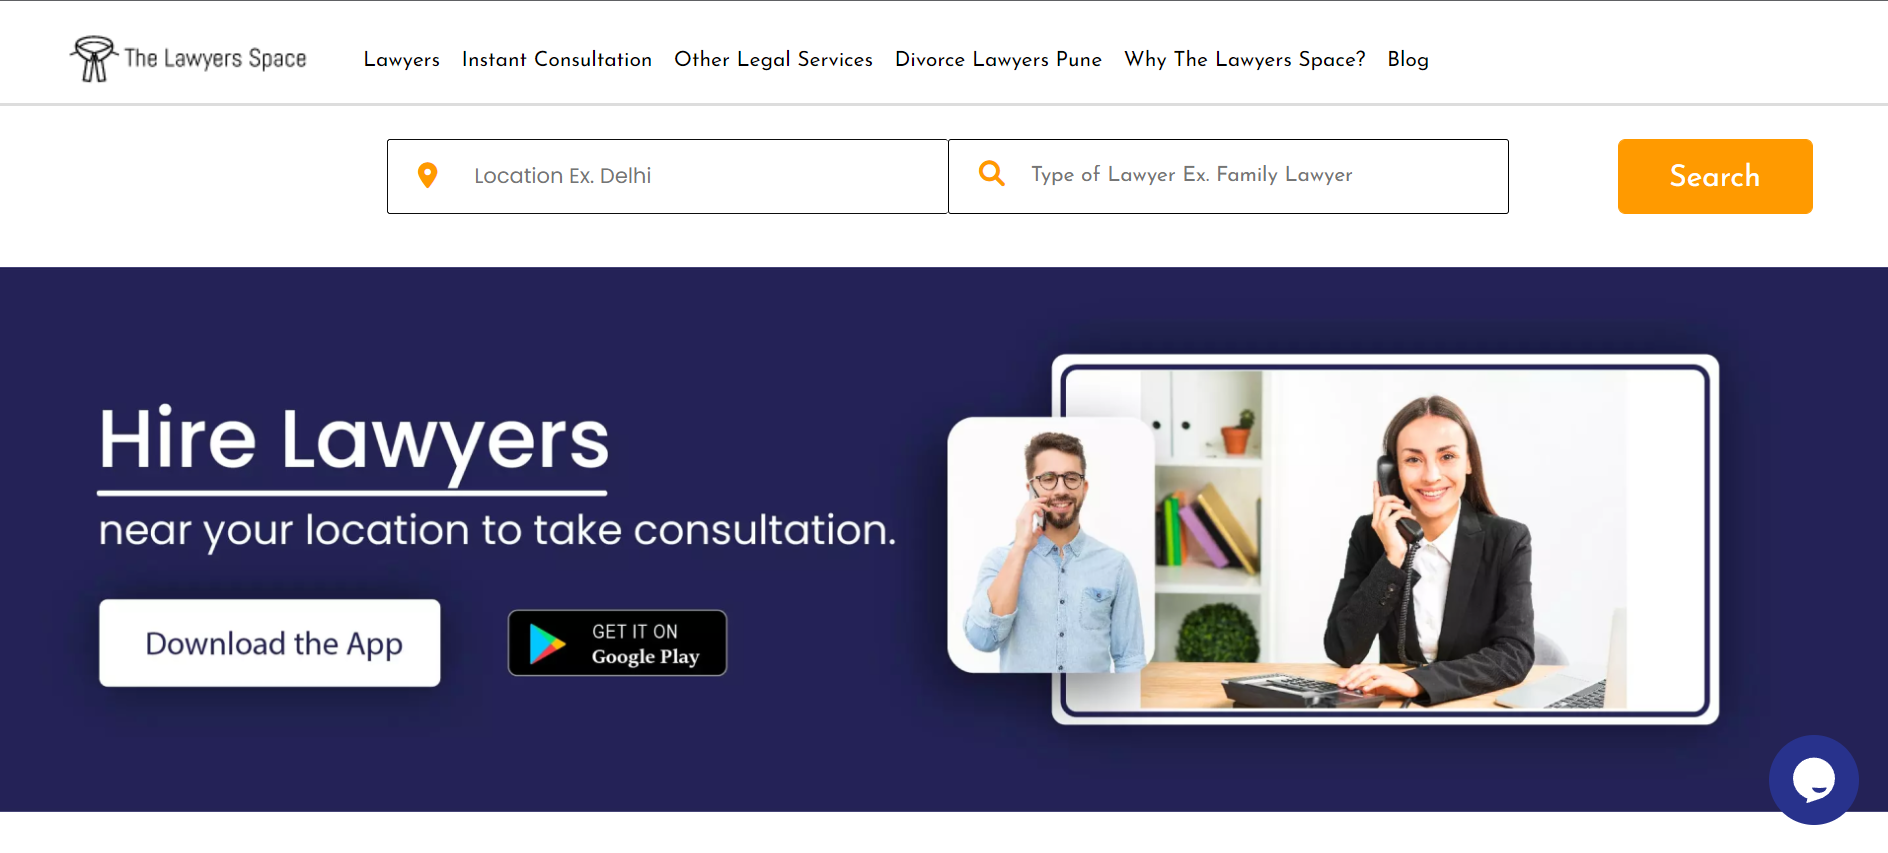 The Lawyers Space
Lawyers Instant Consultation Other Legal Services Divorce Lawyers Pune Why The Lawyers Space? Blog
Location Ex. Delhi
Type of Lawyer Ex. Family Lawyer
Search
Hire Lawyers
near your location to take consultation.
Download the App
GET IT ON
Google Play